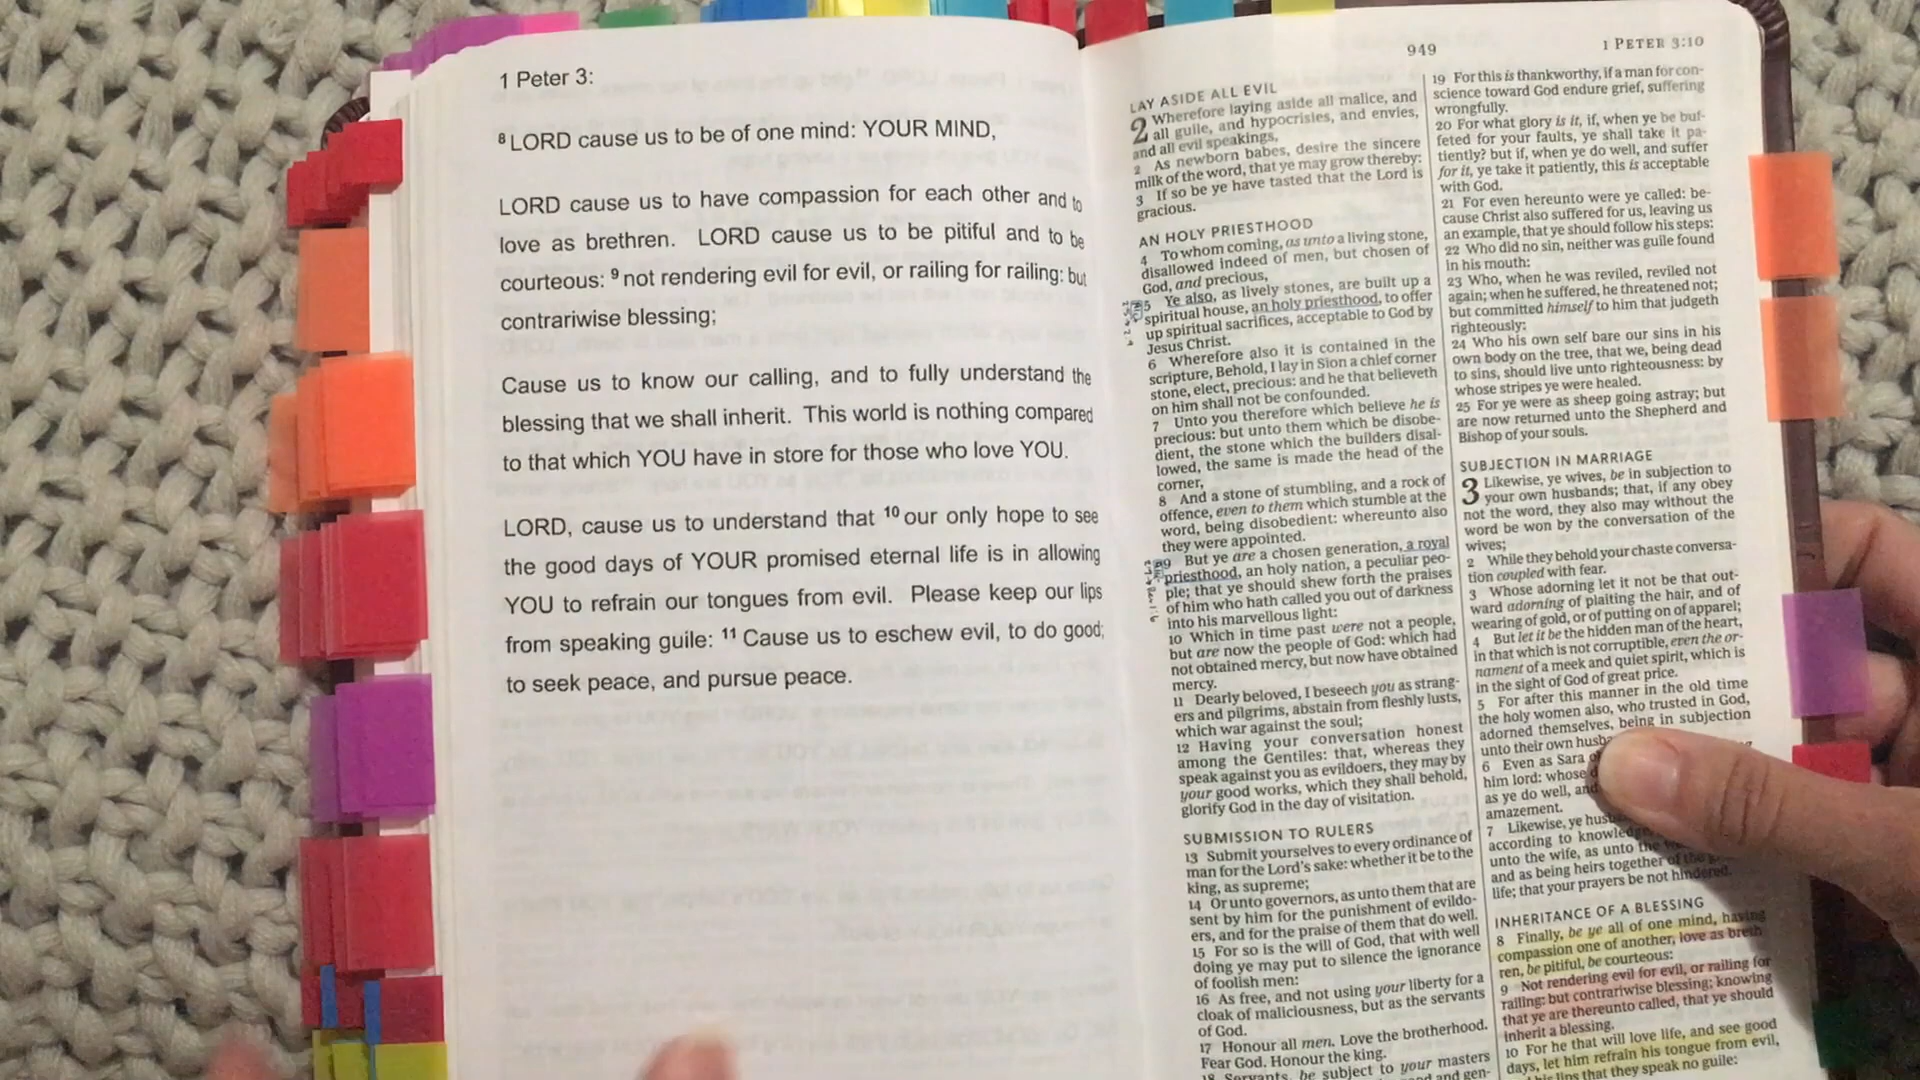 1 Peter 3:
8 LORD cause us to be of one mind: YOUR MIND,
LORD cause us to have compassion for each other and to
love as brethren. LORD cause us to be pitiful and to be
courteous: 9 not rendering evil for evil, or railing for railing: but
contrariwise blessing;
Cause us to know our calling, and to fully understand the
blessing that we shall inherit. This world is nothing compared
to that which YOU have in store for those who love YOU.
LORD, cause us to understand that 10 our only hope to see
the good days of YOUR promised eternal life is in allowing
YOU to refrain our tongues from evil. Please keep our lips
from speaking guile: 11 Cause us to eschew evil, to do good;
to seek peace, and pursue peace.
949
1 PETER 3:10
LAY ASIDE ALL EVIL
2 Wherefore laying aside all malice, and
all guile, and hypocrisies, and envies,
and all evil speakings,
2 As newborn babes, desire the sincere
milk of the word, that ye may grow thereby:
3 If so be ye have tasted that the Lord is
gracious.
AN HOLY PRIESTHOOD
4 To whom coming, as unto a living stone,
disallowed indeed of men, but chosen of
God, and precious,
5 Ye also, as lively stones, are built up a
spiritual house, an holy priesthood, to offer
up spiritual sacrifices, acceptable to God by
Jesus Christ.
6 Wherefore also it is contained in the
scripture, Behold, I lay in Sion a chief corner
stone, elect, precious: and he that believeth
on him shall not be confounded.
7 Unto you therefore which believe he is
precious: but unto them which be disobe-
dient, the stone which the builders disal-
lowed, the same is made the head of the
corner,
8 And a stone of stumbling, and a rock of
offence, even to them which stumble at the
word, being disobedient: whereunto also
they were appointed.
9 But ye are a chosen generation, a royal
priesthood, an holy nation, a peculiar peo-
ple; that ye should shew forth the praises
of him who hath called you out of darkness
into his marvellous light:
10 Which in time past were not a people,
but are now the people of God: which had
not obtained mercy, but now have obtained
mercy.
11 Dearly beloved, I beseech you as strang-
ers and pilgrims, abstain from fleshly lusts,
which war against the soul;
12 Having your conversation honest
among the Gentiles: that, whereas they
speak against you as evildoers, they may by
your good works, which they shall behold,
glorify God in the day of visitation.
SUBMISSION TO RULERS
13 Submit yourselves to every ordinance of
man for the Lord's sake: whether it be to the
king, as supreme;
14 Or unto governors, as unto them that are
sent by him for the punishment of evildo-
ers, and for the praise of them that do well.
15 For so is the will of God, that with well
doing ye may put to silence the ignorance
of foolish men:
16 As free, and not using your liberty for a
cloak of maliciousness, but as the servants
of God.
17 Honour all men. Love the brotherhood.
Fear God. Honour the king.
18 Servants, be subject to your masters
and gen-
19 For this is thankworthy, if a man for con-
science toward God endure grief, suffering
wrongfully.
20 For what glory is it, if, when ye be buf-
feted for your faults, ye shall take it pa-
tiently? but if, when ye do well, and suffer
for it, ye take it patiently, this is acceptable
with God.
21 For even hereunto were ye called: be-
cause Christ also suffered for us, leaving us
an example, that ye should follow his steps:
22 Who did no sin, neither was guile found
in his mouth:
23 Who, when he was reviled, reviled not
again; when he suffered, he threatened not;
but committed himself to him that judgeth
righteously:
24 Who his own self bare our sins in his
own body on the tree, that we, being dead
to sins, should live unto righteousness: by
whose stripes ye were healed.
25 For ye were as sheep going astray; but
are now returned unto the Shepherd and
Bishop of your souls.
SUBJECTION IN MARRIAGE
3 Likewise, ye wives, be in subjection to
your own husbands; that, if any obey
not the word, they also may without the
word be won by the conversation of the
wives;
2 While they behold your chaste conversa-
tion coupled with fear.
3 Whose adorning let it not be that out-
ward adorning of plaiting the hair, and of
wearing of gold, or of putting on of apparel;
4 But let it be the hidden man of the heart,
in that which is not corruptible, even the or-
nament of a meek and quiet spirit, which is
in the sight of God of great price.
5 For after this manner in the old time
the holy women also, who trusted in God,
adorned themselves, being in subjection
unto their own husba
6 Even as Sara
him lord: whose
as ye do well, and
amazement.
7 Likewise, ye husb
according to knowledge
unto the wife, as unto the
and as being heirs together of the
life; that your prayers be not hindered.
INHERITANCE OF A BLESSING
8 Finally, be ye all of one mind, having
compassion one of another, love as breth
ren, be pitiful, be courteous:
9 Not rendering evil for evil, or railing for
railing: but contrariwise blessing; knowing
that ye are thereunto called, that ye should
inherit a blessing.
10 For he that will love life, and see good
days, let him refrain his tongue from evil,
his lips that they speak no guile: